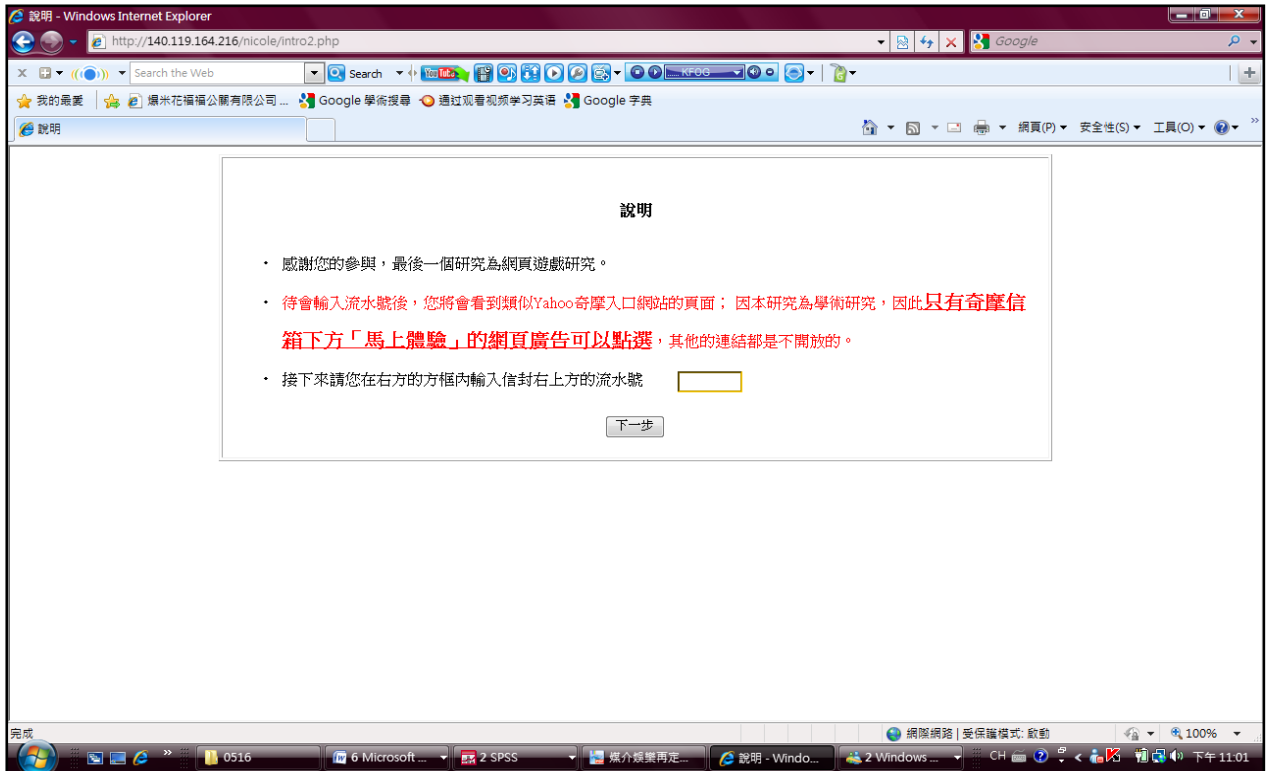 說明 - Windows Internet Explorer
http://140.119.164.216/nicole/intro2.php
Google
Search the Web
Search
YouTube
KFOG
我的最愛
爆米花福福公關有限公司 ...
Google 學術搜尋
通过观看视频学习英语
Google 字典
說明
網頁(P)
安全性(S)
工具(O)
說明
• 感謝您的參與,最後一個研究為網頁遊戲研究。
• 待會輸入流水號後,您將會看到類似Yahoo奇摩入口網站的頁面; 因本研究為學術研究,因此只有奇摩信
箱下方「馬上體驗」的網頁廣告可以點選,其他的連結都是不開放的。
• 接下來請您在右方的方框內輸入信封右上方的流水號
下一步
完成
網際網路 | 受保護模式: 啟動
100%
0516
6 Microsoft ...
2 SPSS
媒介娛樂再定...
說明 - Windo...
2 Windows ...
CH
下午 11:01